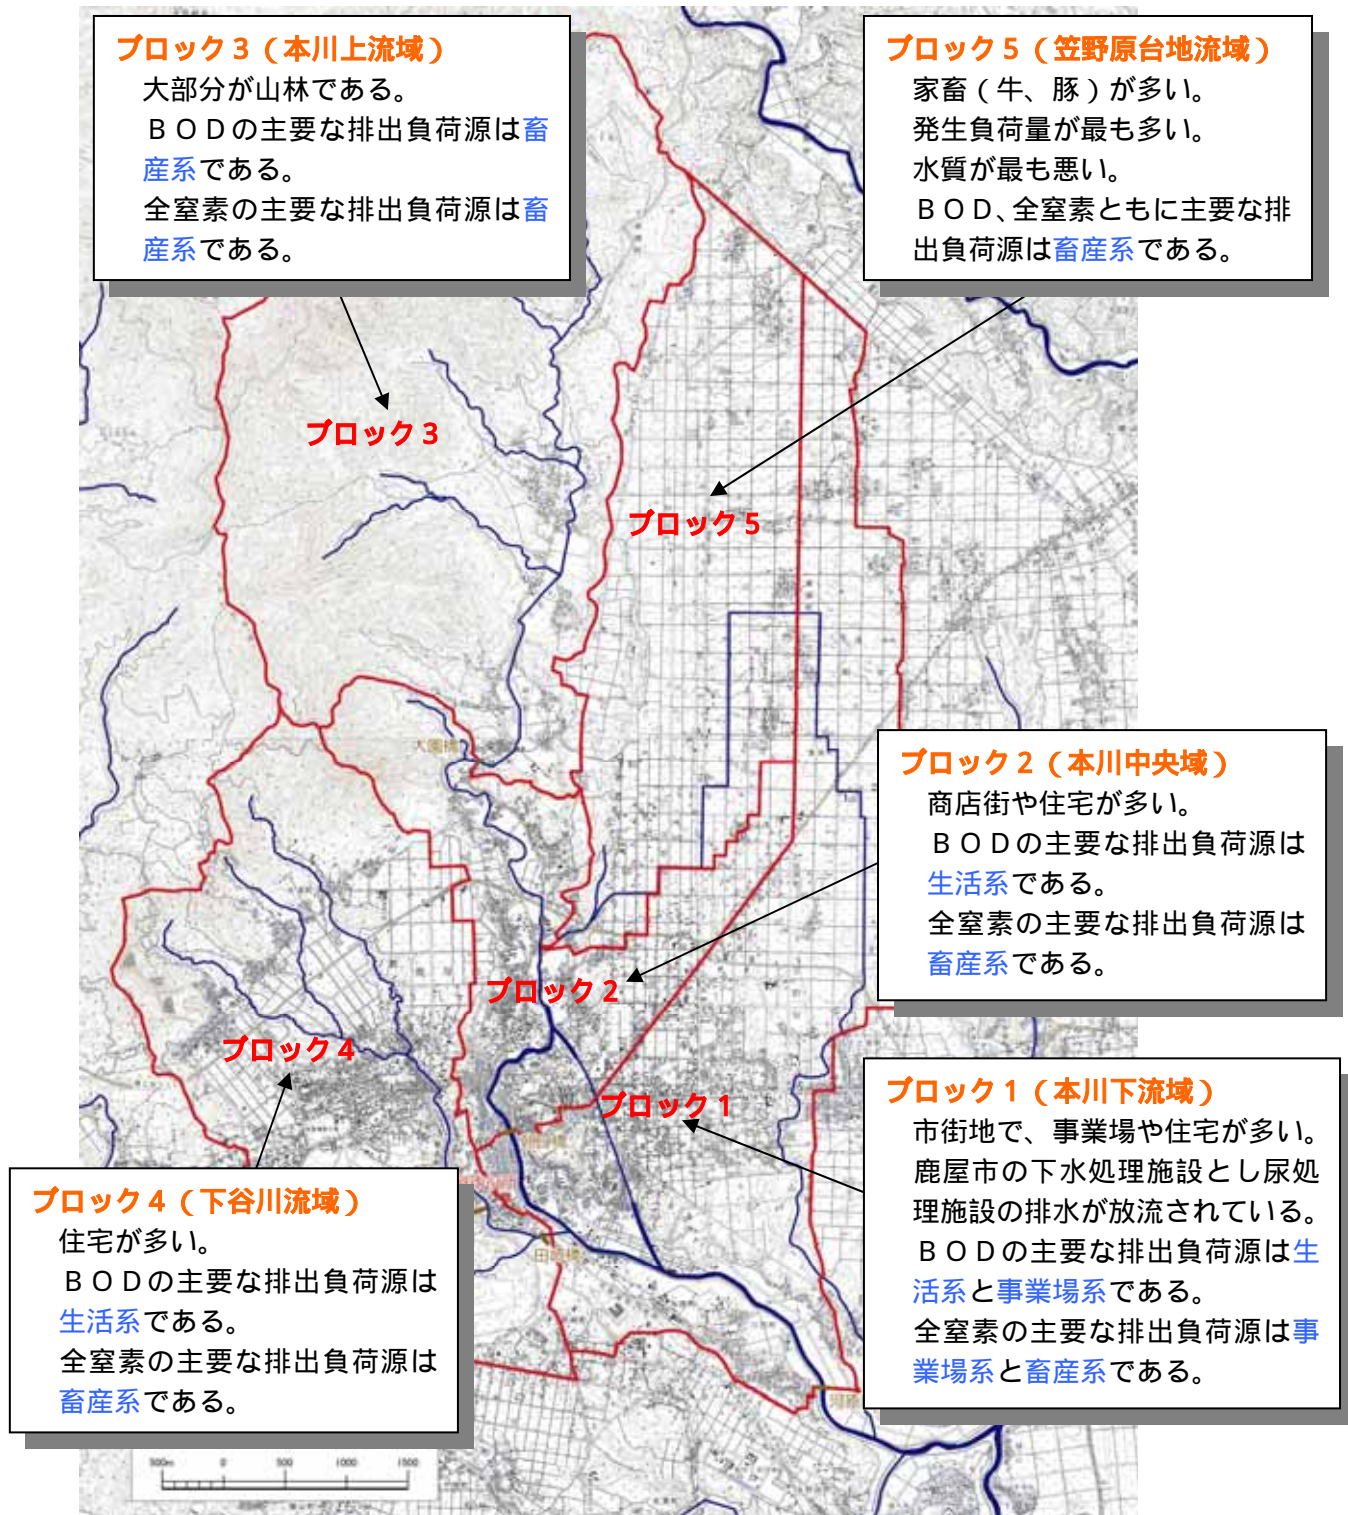 ブロック３（本川上流域）
大部分が山林である。
ＢＯＤの主要な排出負荷源は畜
産系である。
全窒素の主要な排出負荷源は畜
産系である。
ブロック５（笠野原台地流域）
家畜（牛、豚）が多い。
発生負荷量が最も多い。
水質が最も悪い。
ＢＯＤ、全窒素ともに主要な排
出負荷源は畜産系である。
ブロック３
ブロック５
大園橋
ブロック２（本川中央域）
商店街や住宅が多い。
ＢＯＤの主要な排出負荷源は
生活系である。
全窒素の主要な排出負荷源は
畜産系である。
ブロック２
ブロック４
ブロック１
ブロック１（本川下流域）
市街地で、事業場や住宅が多い。
鹿屋市の下水処理施設とし尿処
理施設の排水が放流されている。
ＢＯＤの主要な排出負荷源は生
活系と事業場系である。
全窒素の主要な排出負荷源は事
業場系と畜産系である。
ブロック４（下谷川流域）
住宅が多い。
ＢＯＤの主要な排出負荷源は
生活系である。
全窒素の主要な排出負荷源は
畜産系である。
田崎橋
500m 0 500 1000 1500